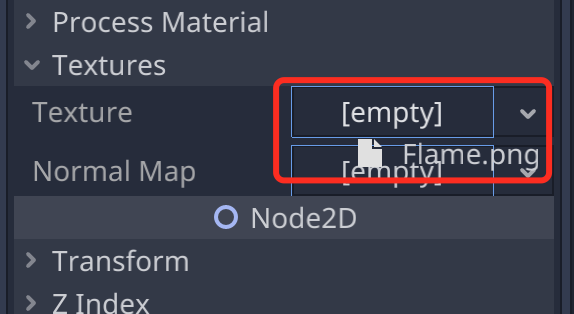 Process Material
Textures
Texture [empty]
Flame.png
Normal Map [empty]
Node2D
Transform
Z Index